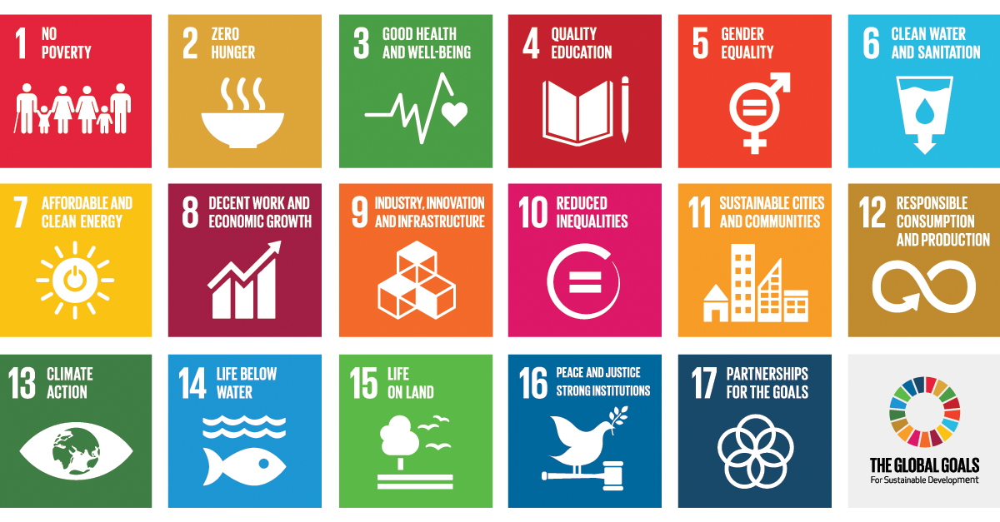 1 NO
POVERTY
2 ZERO
HUNGER
3 GOOD HEALTH
AND WELL-BEING
4 QUALITY
EDUCATION
5 GENDER
EQUALITY
6 CLEAN WATER
AND SANITATION
7 AFFORDABLE AND
CLEAN ENERGY
8 DECENT WORK AND
ECONOMIC GROWTH
9 INDUSTRY, INNOVATION
AND INFRASTRUCTURE
10 REDUCED
INEQUALITIES
11 SUSTAINABLE CITIES
AND COMMUNITIES
12 RESPONSIBLE
CONSUMPTION
AND PRODUCTION
13 CLIMATE
ACTION
14 LIFE BELOW
WATER
15 LIFE
ON LAND
16 PEACE AND JUSTICE
STRONG INSTITUTIONS
17 PARTNERSHIPS
FOR THE GOALS
THE GLOBAL GOALS
For Sustainable Development